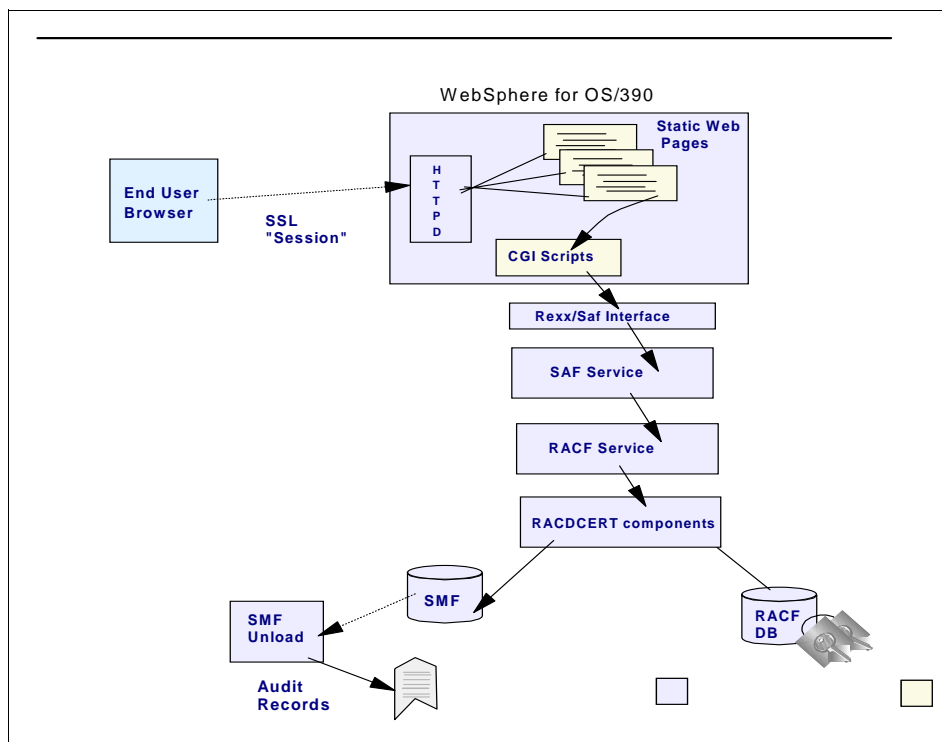 WebSphere for OS/390
Static Web
Pages
H
T
T
P
D
End User
Browser
SSL
"Session"
CGI Scripts
Rexx/Saf Interface
SAF Service
RACF Service
RACDCERT components
SMF
RACF
DB
SMF
Unload
Audit
Records